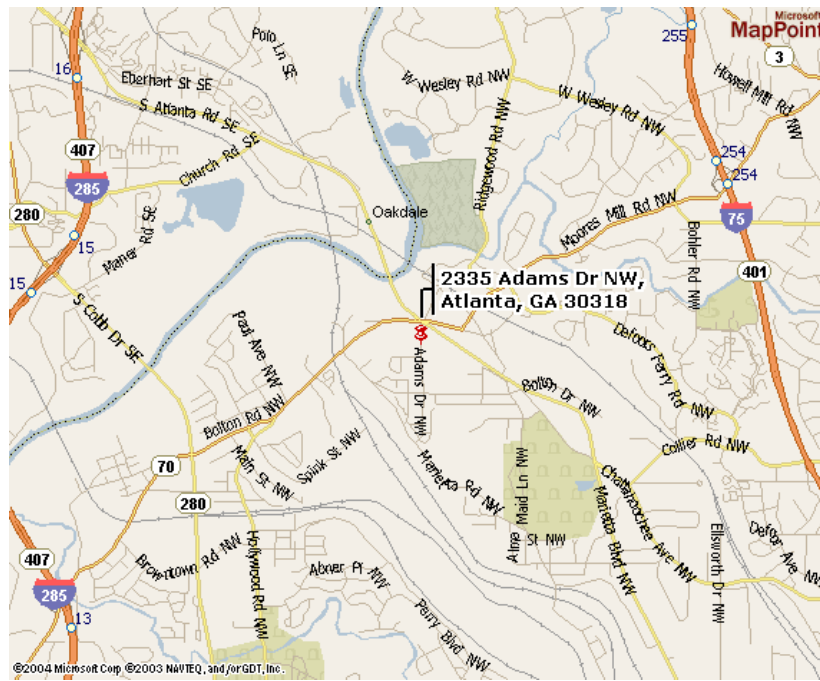 Microsoft
MapPoint
255
3
16
Polo Ln SE
Eberhart St SE
S Atlanta Rd SE
W Wesley Rd NW
W Wesley Rd NW
Howell Mill Rd NW
407
Church Rd SE
Ridgewood Rd NW
254
254
285
280
Oakdale
Moores Mill Rd NW
75
Maner Rd SE
15
Bohler Rd NW
401
15
2335 Adams Dr NW,
Atlanta, GA 30318
S Cobb Dr SE
Paul Ave NW
Defoors Ferry Rd NW
Adams Dr NW
Bolton Dr NW
Bolton Rd NW
Collier Rd NW
70
Main St NW
Spink St NW
Marietta Rd NW
Alma Maid Ln NW
Chattahoochee Ave NW
280
Marietta Blvd NW
St NW
Ellsworth Dr NW
Defoor Ave NW
407
Browntown Rd NW
Hollywood Rd NW
Abner Pl NW
Perry Blvd NW
285
13
©2004 Microsoft Corp ©2003 NAVTEQ, and/or GDT, Inc.